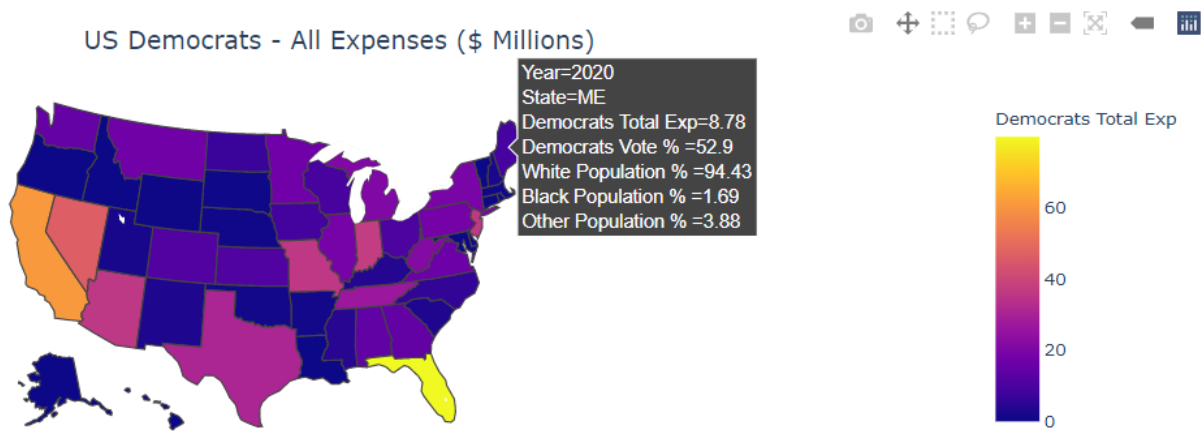 US Democrats - All Expenses ($ Millions)
Year=2020
State=ME
Democrats Total Exp=8.78
Democrats Vote % =52.9
White Population % =94.43
Black Population % =1.69
Other Population % =3.88
Democrats Total Exp
60
40
20
0